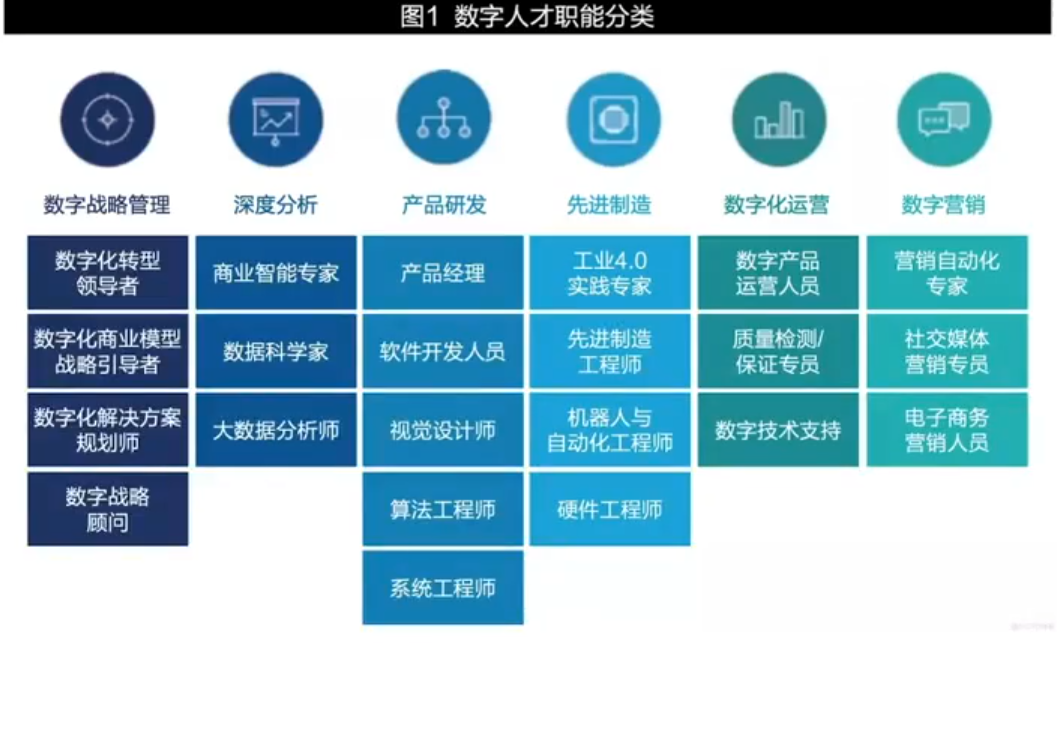 图1 数字人才职能分类
数字战略管理
数字化转型
领导者
数字化商业模型
战略引导者
数字化解决方案
规划师
数字战略
顾问
深度分析
商业智能专家
数据科学家
大数据分析师
产品研发
产品经理
软件开发人员
视觉设计师
算法工程师
系统工程师
先进制造
工业4.0
实践专家
先进制造
工程师
机器人与
自动化工程师
硬件工程师
数字化运营
数字产品
运营人员
质量检测/
保证专员
数字技术支持
数字营销
营销自动化
专家
社交媒体
营销专员
电子商务
营销人员